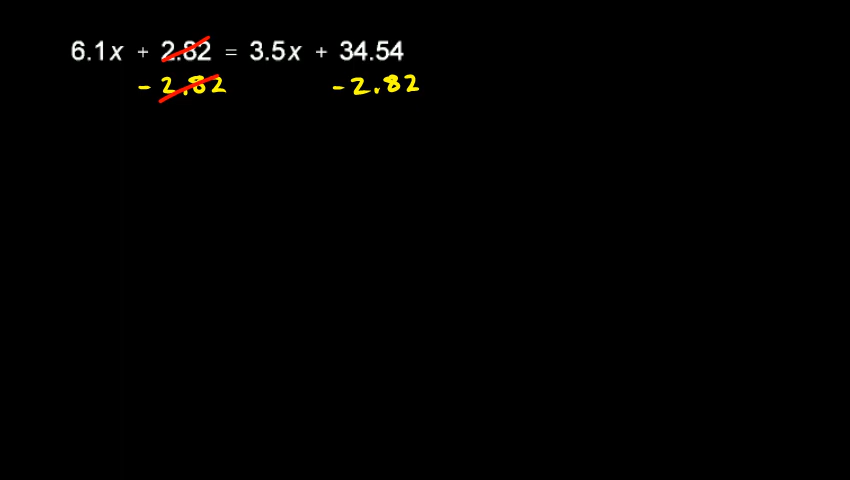 6.1x + 2.82 = 3.5x + 34.54
- 2.82 - 2.82